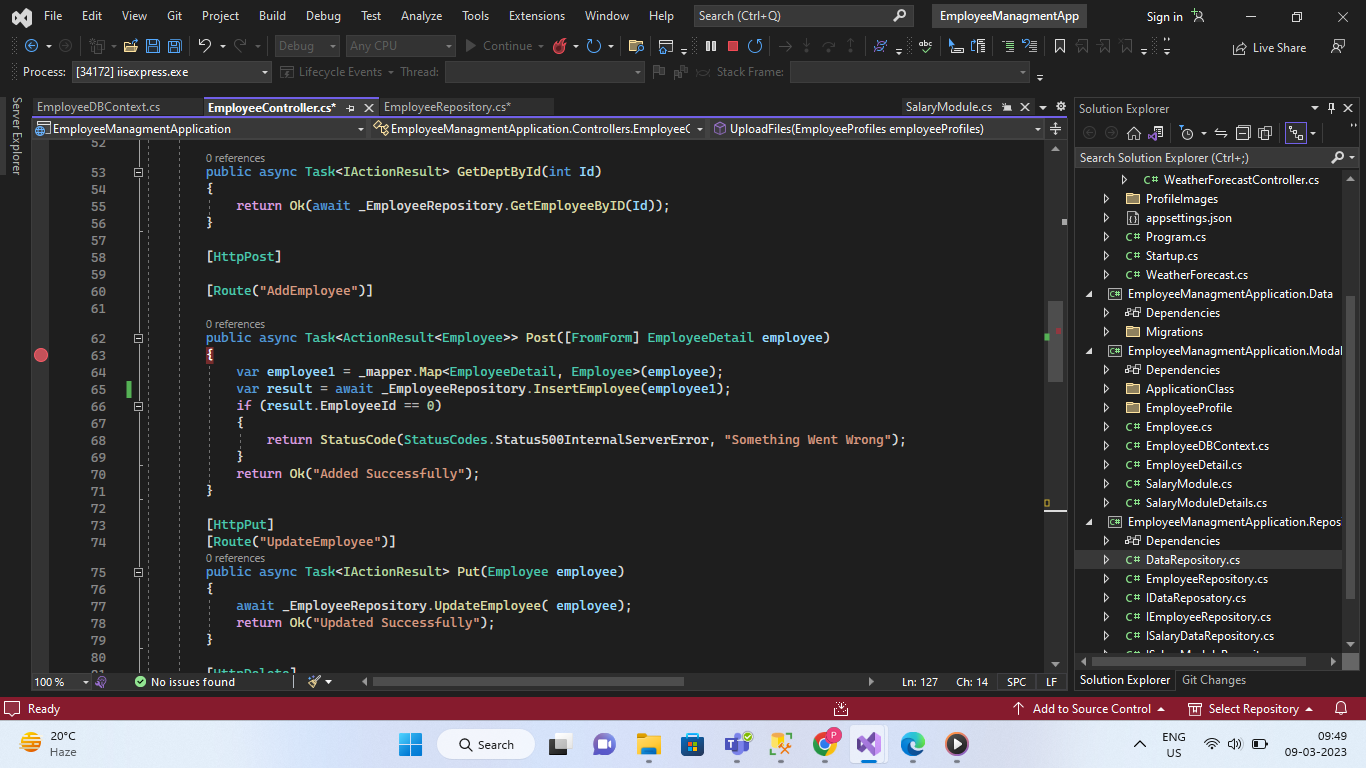 File Edit View Git Project Build Debug Test Analyze Tools Extensions Window Help Search (Ctrl+Q) EmployeeManagmentApp Sign in
Debug Any CPU Continue Live Share
Process: [34172] iisexpress.exe Lifecycle Events Thread: Stack Frame:
Server Explorer
EmployeeDBContext.cs EmployeeController.cs* EmployeeRepository.cs* SalaryModule.cs
EmployeeManagmentApplication EmployeeManagmentApplication.Controllers.EmployeeC UploadFiles(EmployeeProfiles employeeProfiles)
52
0 references
53 public async Task<IActionResult> GetDeptById(int Id)
54 {
55 return Ok(await _EmployeeRepository.GetEmployeeByID(Id));
56 }
57
58 [HttpPost]
59
60 [Route("AddEmployee")]
61
0 references
62 public async Task<ActionResult<Employee>> Post([FromForm] EmployeeDetail employee)
63 {
64 var employee1 = _mapper.Map<EmployeeDetail, Employee>(employee);
65 var result = await _EmployeeRepository.InsertEmployee(employee1);
66 if (result.EmployeeId == 0)
67 {
68 return StatusCode(StatusCodes.Status500InternalServerError, "Something Went Wrong");
69 }
70 return Ok("Added Successfully");
71 }
72
73 [HttpPut]
74 [Route("UpdateEmployee")]
0 references
75 public async Task<IActionResult> Put(Employee employee)
76 {
77 await _EmployeeRepository.UpdateEmployee( employee);
78 return Ok("Updated Successfully");
79 }
80
81 [HttpDelete]
100 % No issues found Ln: 127 Ch: 14 SPC LF
Solution Explorer
Search Solution Explorer (Ctrl+;)
C# WeatherForecastController.cs
ProfileImages
appsettings.json
C# Program.cs
C# Startup.cs
C# WeatherForecast.cs
C# EmployeeManagmentApplication.Data
Dependencies
Migrations
C# EmployeeManagmentApplication.Modal
Dependencies
ApplicationClass
EmployeeProfile
C# Employee.cs
C# EmployeeDBContext.cs
C# EmployeeDetail.cs
C# SalaryModule.cs
C# SalaryModuleDetails.cs
C# EmployeeManagmentApplication.Repos
Dependencies
C# DataRepository.cs
C# EmployeeRepository.cs
C# IDataReposatory.cs
C# IEmployeeRepository.cs
C# ISalaryDataRepository.cs
Solution Explorer Git Changes
Ready Add to Source Control Select Repository
20°C
Haze
Search
P
ENG
US
09:49
09-03-2023